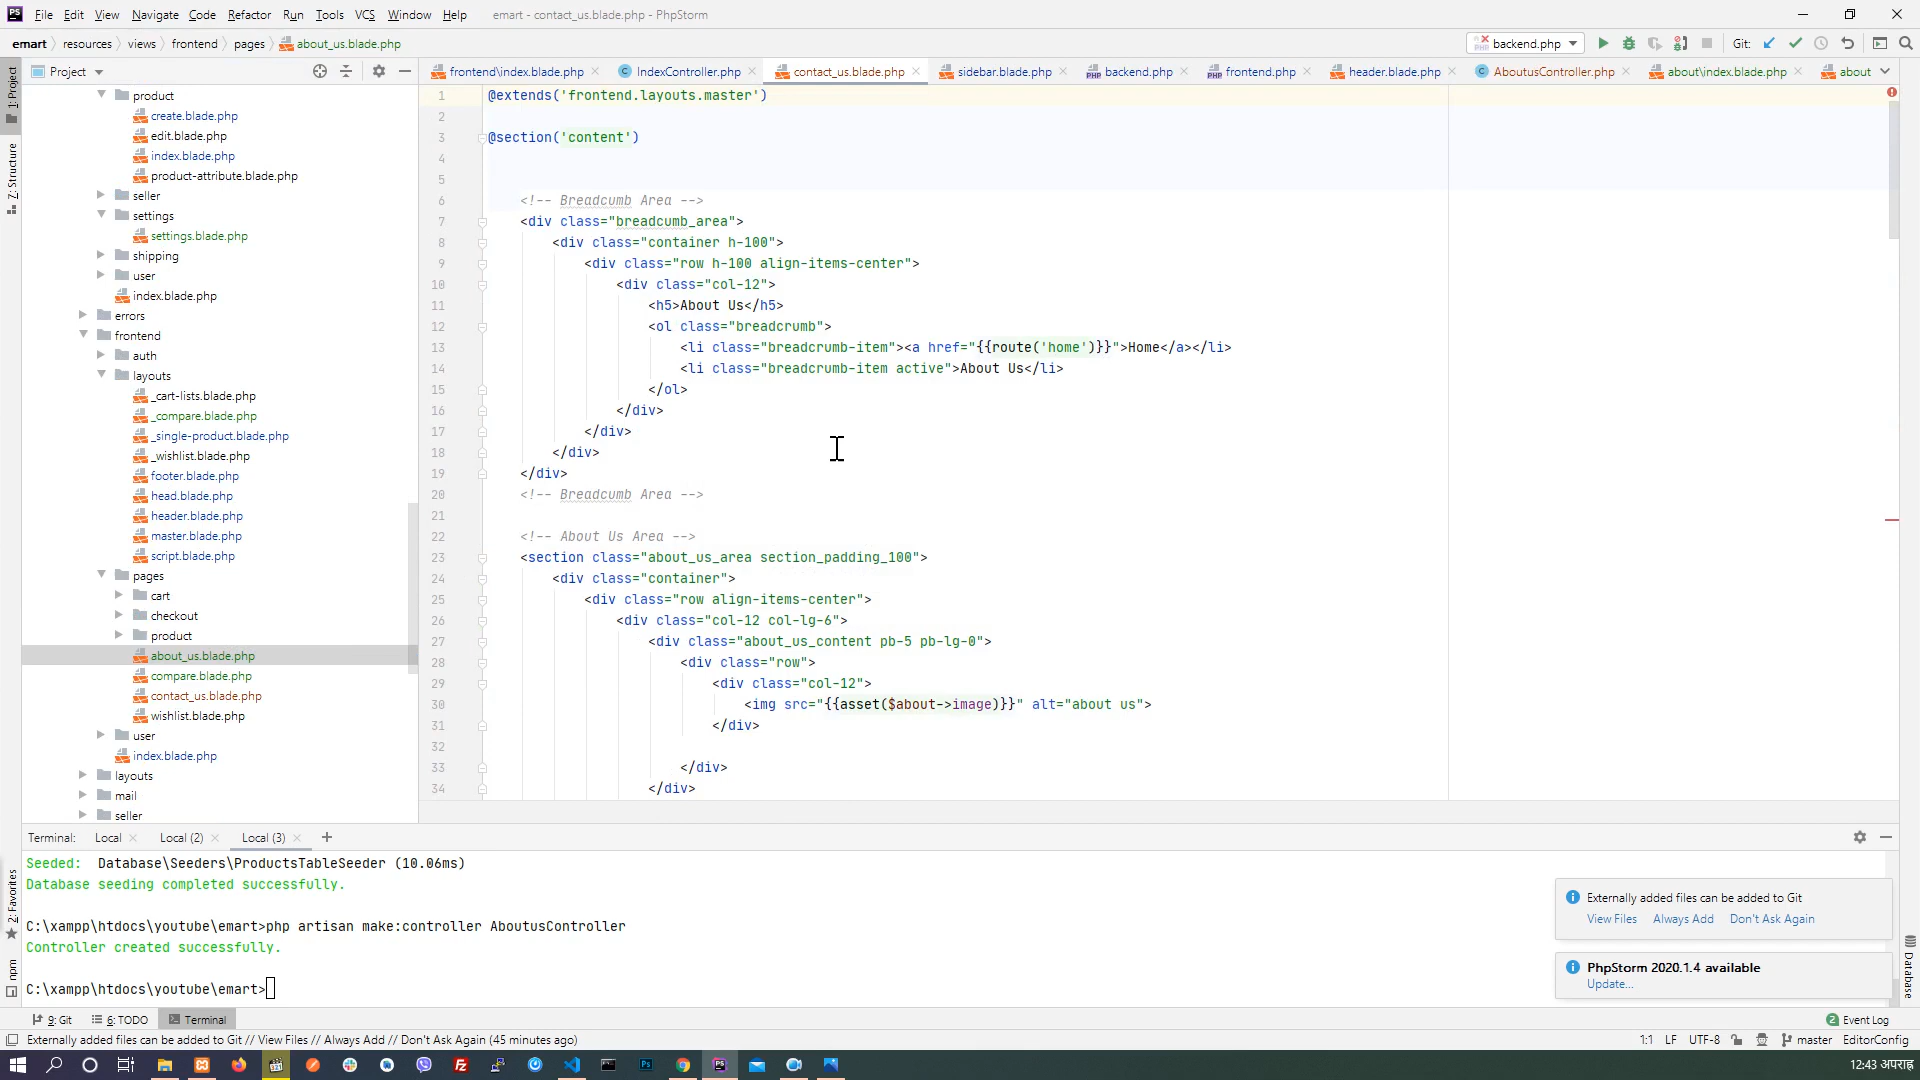 File Edit View Navigate Code Refactor Run Tools VCS Window Help emart - contact_us.blade.php - PhpStorm
emart resources views frontend pages about_us.blade.php backend.php Git:
Project frontend\index.blade.php IndexController.php contact_us.blade.php sidebar.blade.php backend.php frontend.php header.blade.php AboutusController.php about\index.blade.php about
1: Project
Z: Structure
2: Favorites
npm
Database
product
create.blade.php
edit.blade.php
index.blade.php
product-attribute.blade.php
seller
settings
settings.blade.php
shipping
user
index.blade.php
errors
frontend
auth
layouts
_cart-lists.blade.php
_compare.blade.php
_single-product.blade.php
_wishlist.blade.php
footer.blade.php
head.blade.php
header.blade.php
master.blade.php
script.blade.php
pages
cart
checkout
product
about_us.blade.php
compare.blade.php
contact_us.blade.php
wishlist.blade.php
user
index.blade.php
layouts
mail
seller
1 @extends('frontend.layouts.master')
2
3 @section('content')
4
5
6 <!-- Breadcumb Area -->
7 <div class="breadcumb_area">
8 <div class="container h-100">
9 <div class="row h-100 align-items-center">
10 <div class="col-12">
11 <h5>About Us</h5>
12 <ol class="breadcrumb">
13 <li class="breadcrumb-item"><a href="{{route('home')}}">Home</a></li>
14 <li class="breadcrumb-item active">About Us</li>
15 </ol>
16 </div>
17 </div>
18 </div>
19 </div>
20 <!-- Breadcumb Area -->
21
22 <!-- About Us Area -->
23 <section class="about_us_area section_padding_100">
24 <div class="container">
25 <div class="row align-items-center">
26 <div class="col-12 col-lg-6">
27 <div class="about_us_content pb-5 pb-lg-0">
28 <div class="row">
29 <div class="col-12">
30 <img src="{{asset($about->image)}}" alt="about us">
31 </div>
32
33 </div>
34 </div>
Terminal: Local Local (2) Local (3)
Seeded: Database\Seeders\ProductsTableSeeder (10.06ms)
Database seeding completed successfully.
C:\xampp\htdocs\youtube\emart>php artisan make:controller AboutusController
Controller created successfully.
C:\xampp\htdocs\youtube\emart>
Externally added files can be added to Git
View Files Always Add Don't Ask Again
PhpStorm 2020.1.4 available
Update...
9: Git 6: TODO Terminal 2 Event Log
Externally added files can be added to Git // View Files // Always Add // Don't Ask Again (45 minutes ago) 1:1 LF UTF-8 master EditorConfig
12:43 अपराह्न